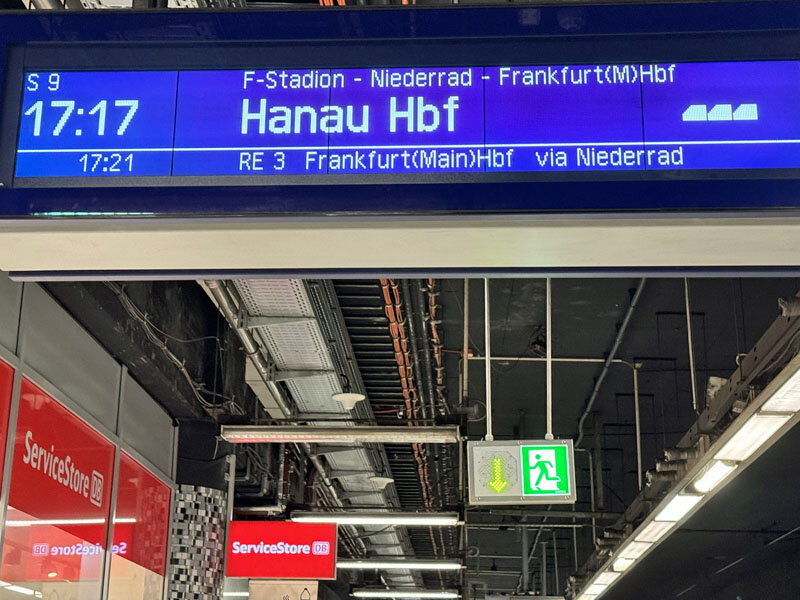 S 9 F-Stadion - Niederrad - Frankfurt(M)Hbf
17:17 Hanau Hbf
17:21 RE 3 Frankfurt(Main)Hbf via Niederrad
ServiceStore DB
ServiceStore DB
ServiceStore DB